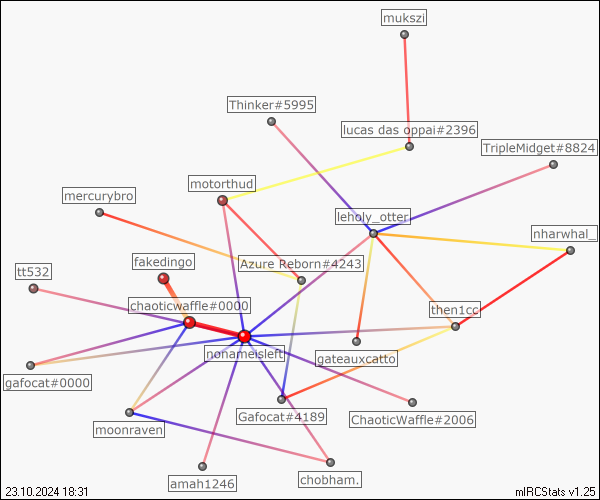 mukszi
Thinker#5995
lucas das oppai#2396
TripleMidget#8824
motorthud
mercurybro
leholy_otter
nharwhal_
fakedingo
Azure Reborn#4243
tt532
chaoticwaffle#0000
then1cc
nonameisleft
gateauxcatto
gafocat#0000
Gafocat#4189
ChaoticWaffle#2006
moonraven
chobham.
amah1246
23.10.2024 18:31
mIRCStats v1.25